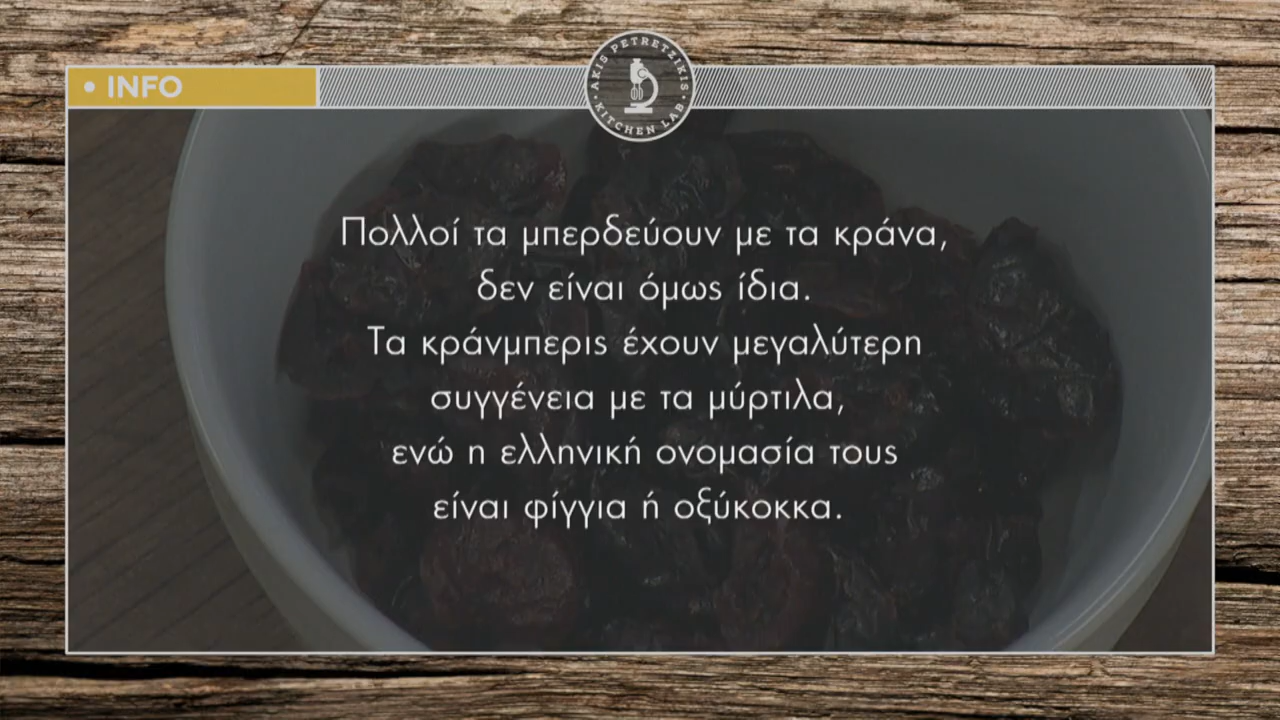 • INFO
AKIS PETRETZIKIS
• KITCHEN LAB •
Πολλοί τα μπερδεύουν με τα κράνα,
δεν είναι όμως ίδια.
Τα κράνμπερις έχουν μεγαλύτερη
συγγένεια με τα μύρτιλα,
ενώ η ελληνική ονομασία τους
είναι φίγγια ή οξύκοκκα.